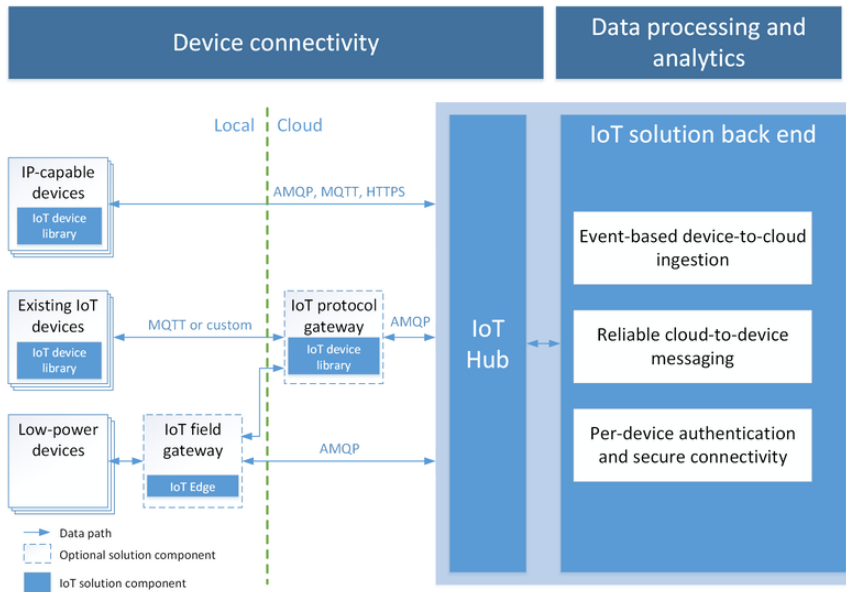 Device connectivity
Data processing and
analytics
Local
Cloud
IoT solution back end
IP-capable
devices
IoT device
library
AMQP, MQTT, HTTPS
Event-based device-to-cloud
ingestion
Existing IoT
devices
IoT device
library
MQTT or custom
IoT protocol
gateway
IoT device
library
AMQP
IoT
Hub
Reliable cloud-to-device
messaging
Low-power
devices
IoT field
gateway
IoT Edge
AMQP
Per-device authentication
and secure connectivity
Data path
Optional solution component
IoT solution component